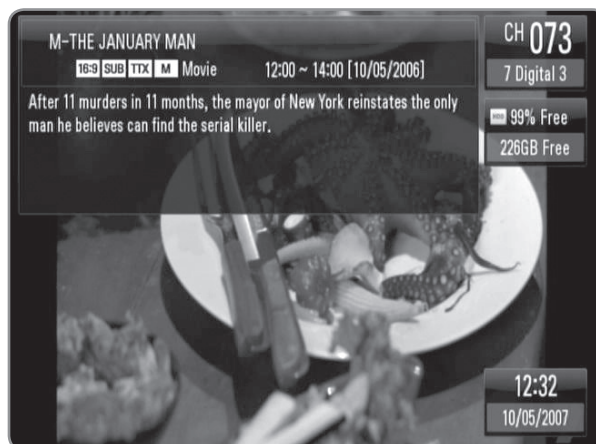 M-THE JANUARY MAN
16:9 SUB TTX M Movie 12:00 ~ 14:00 [10/05/2006]
After 11 murders in 11 months, the mayor of New York reinstates the only
man he believes can find the serial killer.
CH 073
7 Digital 3
HDD 99% Free
226GB Free
12:32
10/05/2007